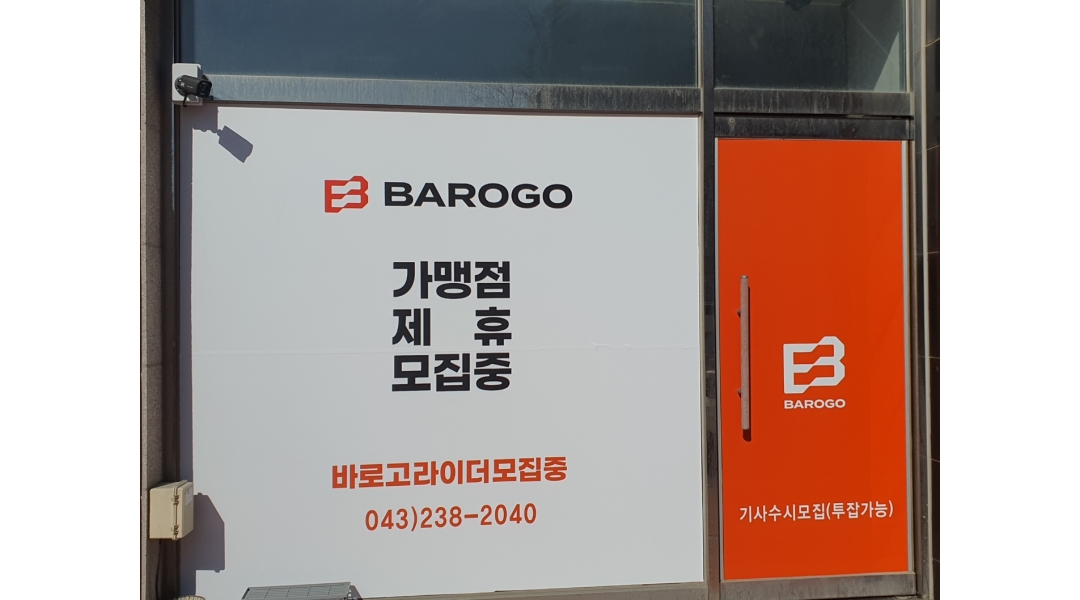 BAROGO
가맹점
제 휴
모집중
바로고라이더모집중
043)238-2040
BAROGO
기사수시모집(투잡가능)